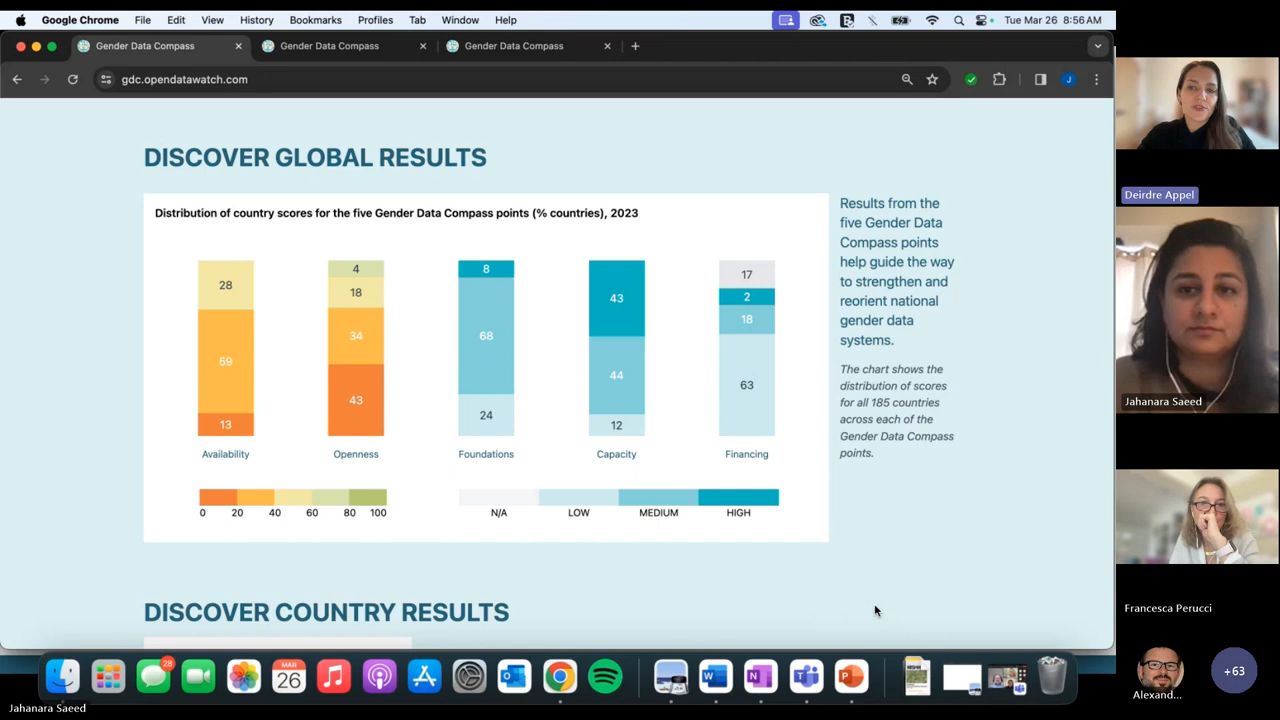 Google Chrome File Edit View History Bookmarks Profiles Tab Window Help Tue Mar 26 8:56 AM
Gender Data Compass Gender Data Compass Gender Data Compass
gdc.opendatawatch.com J
DISCOVER GLOBAL RESULTS
Distribution of country scores for the five Gender Data Compass points (% countries), 2023
28
59
13
Availability
4
18
34
43
Openness
8
68
24
Foundations
43
44
12
Capacity
17
2
18
63
Financing
0 20 40 60 80 100
N/A LOW MEDIUM HIGH
Results from the
five Gender Data
Compass points
help guide the way
to strengthen and
reorient national
gender data
systems.
The chart shows the
distribution of scores
for all 185 countries
across each of the
Gender Data Compass
points.
DISCOVER COUNTRY RESULTS
28
MAR
26
Jahanara Saeed
Deirdre Appel
Jahanara Saeed
Francesca Perucci
Alexand...
+63